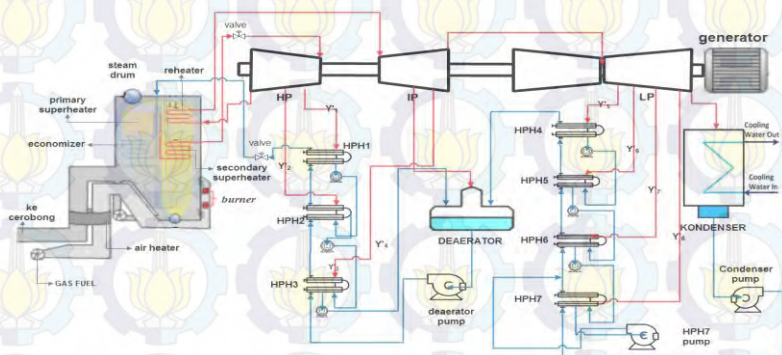 valve
generator
steam
drum
reheater
primary
superheater
economizer
secondary
superheater
burner
ke
cerobong
air heater
GAS FUEL
HP
IP
LP
valve
Y'1
HPH1
Y'2
HPH2
HPH3
Y'4
DEAERATOR
deaerator
pump
HPH4
Y'5
Y'6
HPH5
Y'7
HPH6
Y'8
HPH7
HPH7
pump
Cooling
Water Out
Cooling
Water In
KONDENSER
Condenser
pump